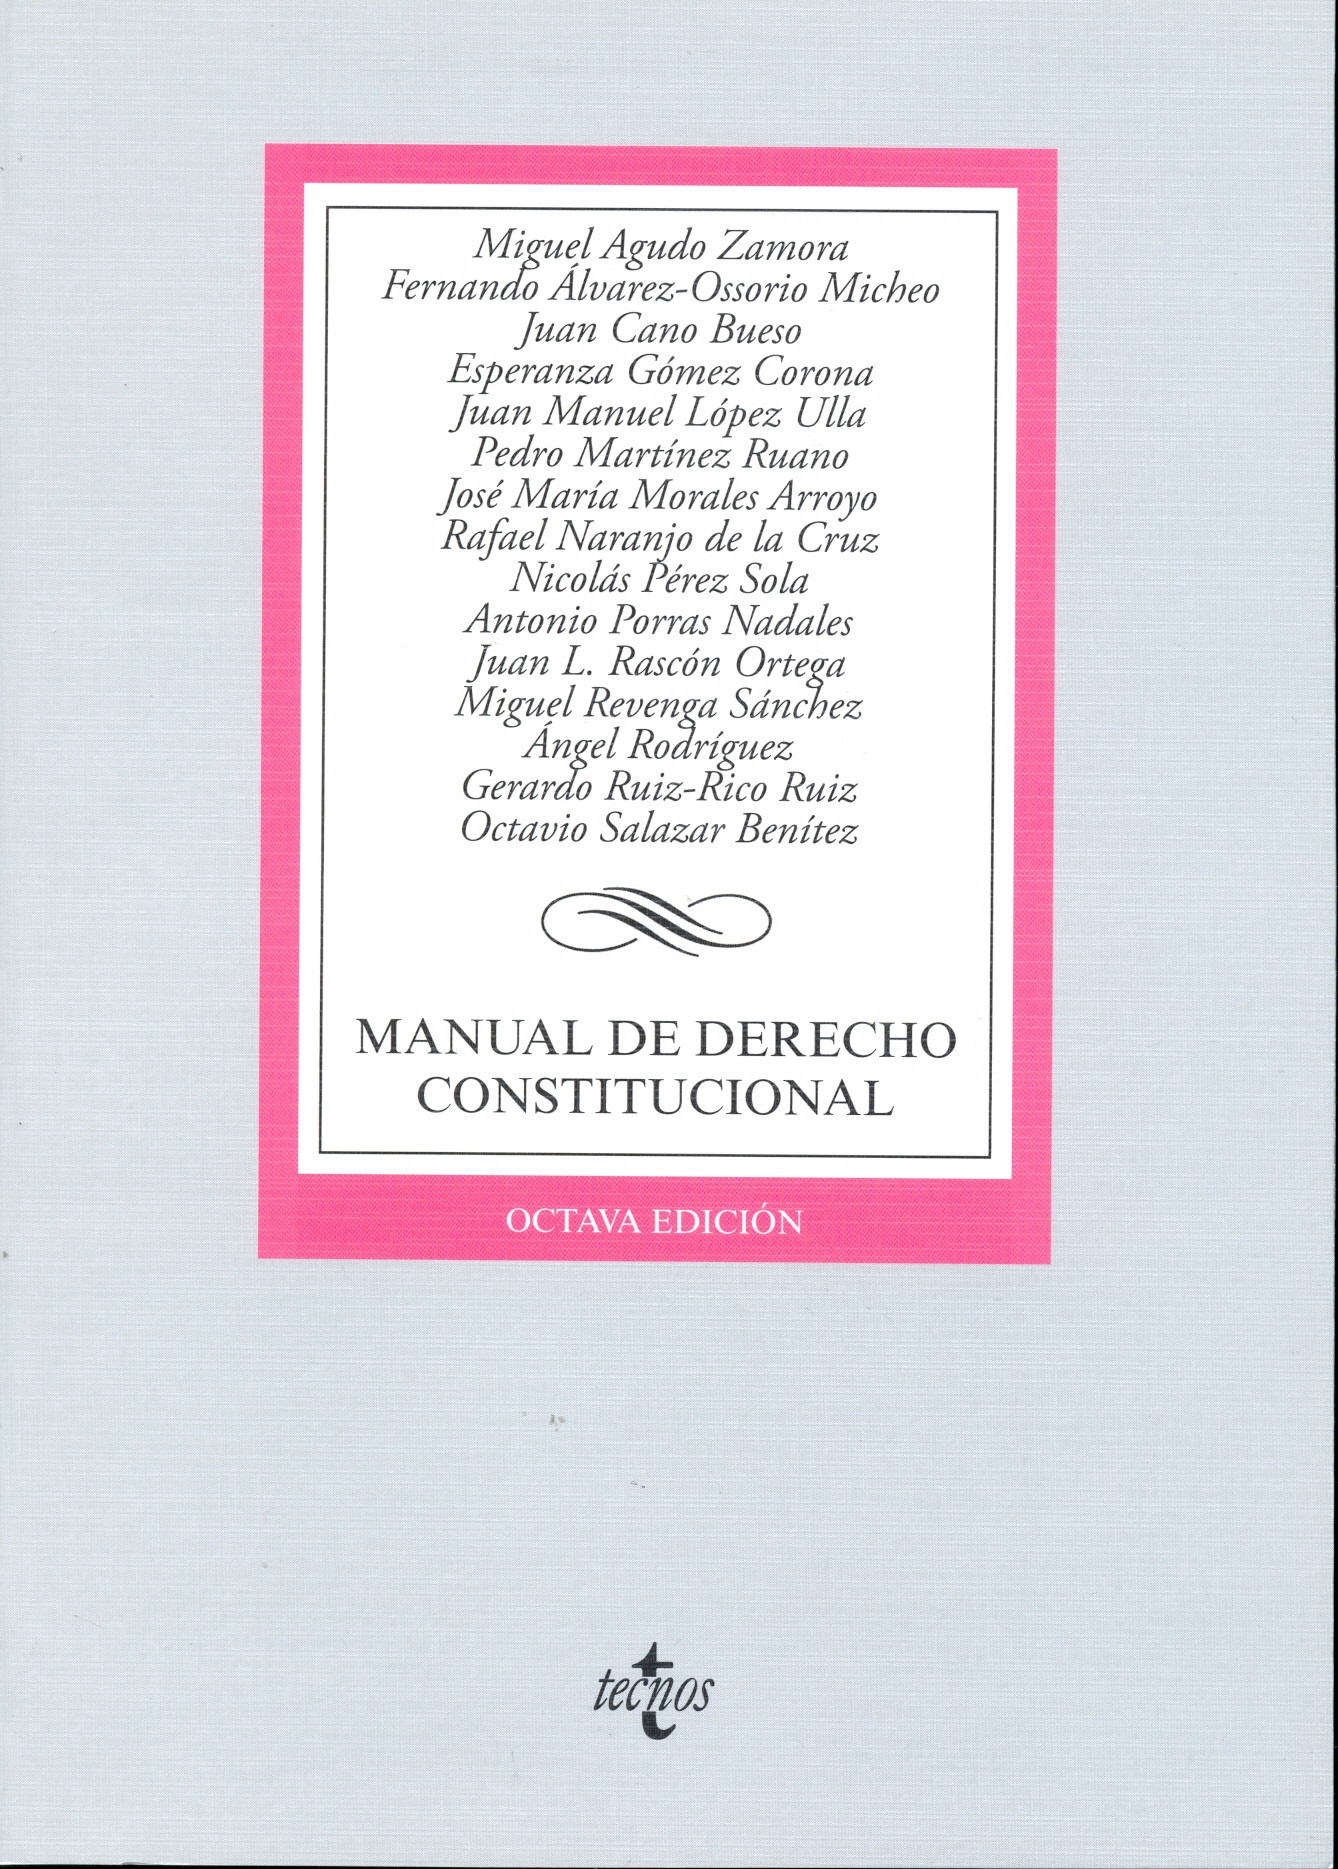 Miguel Agudo Zamora
Fernando Álvarez-Ossorio Micheo
Juan Cano Bueso
Esperanza Gómez Corona
Juan Manuel López Ulla
Pedro Martínez Ruano
José María Morales Arroyo
Rafael Naranjo de la Cruz
Nicolás Pérez Sola
Antonio Porras Nadales
Juan L. Rascón Ortega
Miguel Revenga Sánchez
Ángel Rodríguez
Gerardo Ruiz-Rico Ruiz
Octavio Salazar Benítez
MANUAL DE DERECHO
CONSTITUCIONAL
OCTAVA EDICIÓN
tecnos